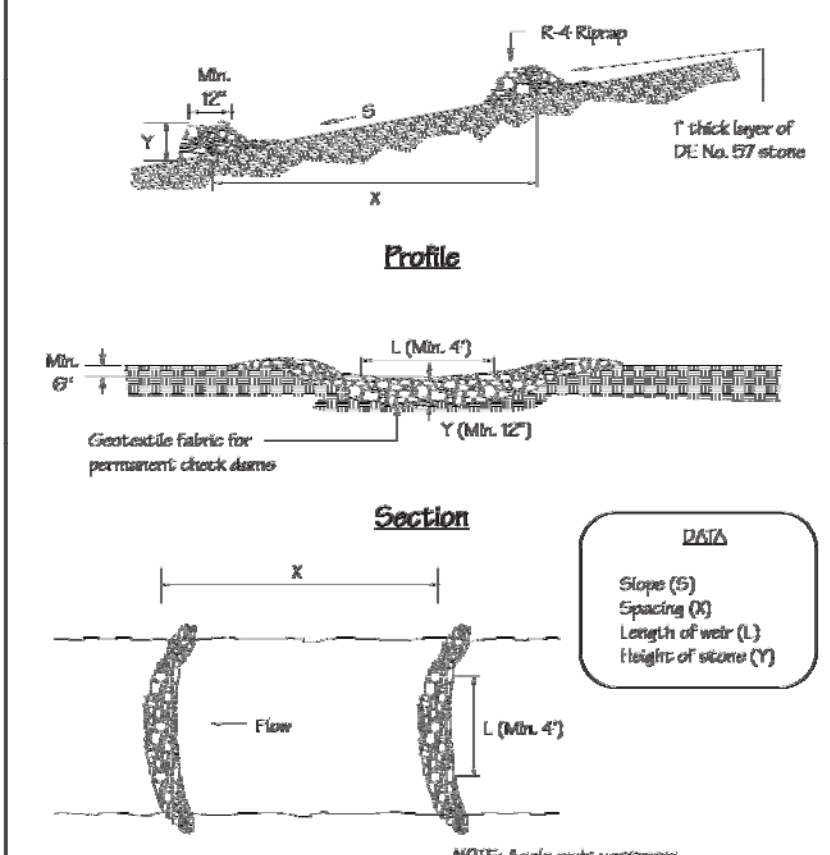 R-4 Riprap
Min.
12"
S
Y
1' thick layer of
DE No. 57 stone
X
Profile
L (Min. 4')
Min.
6"
Y (Min. 12")
Geotextile fabric for
permanent check dams
Section
DATA
Slope (S)
Spacing (X)
Length of weir (L)
Height of stone (Y)
X
Flow
L (Min. 4')
NOTE: